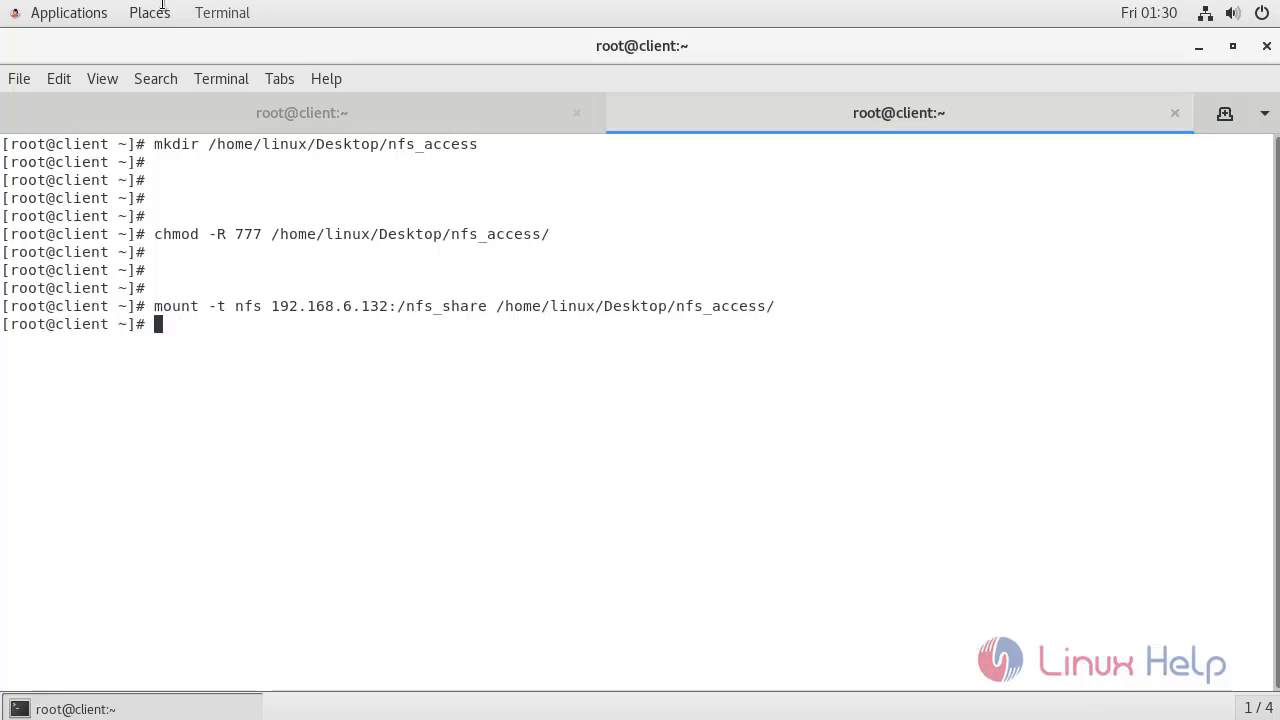 Applications Places Terminal Fri 01:30
root@client:~
File Edit View Search Terminal Tabs Help
root@client:~ × root@client:~ ×
[root@client ~]# mkdir /home/linux/Desktop/nfs_access
[root@client ~]#
[root@client ~]#
[root@client ~]#
[root@client ~]#
[root@client ~]# chmod -R 777 /home/linux/Desktop/nfs_access/
[root@client ~]#
[root@client ~]#
[root@client ~]#
[root@client ~]# mount -t nfs 192.168.6.132:/nfs_share /home/linux/Desktop/nfs_access/
[root@client ~]#
Linux Help
root@client:~ 1 / 4